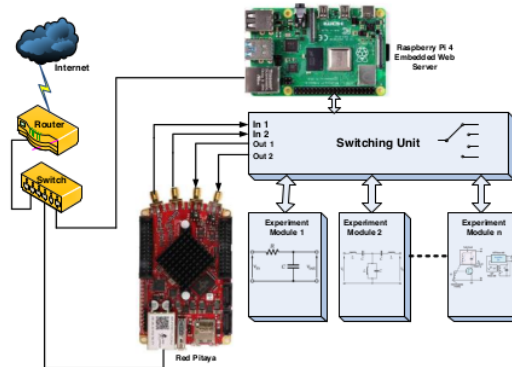 Internet
Raspberry Pi 4
Embedded Web
Server
Router
Switch
In 1
In 2
Out 1
Out 2
Switching Unit
Experiment
Module 1
Experiment
Module 2
Experiment
Module n
R
C
Red Pitaya